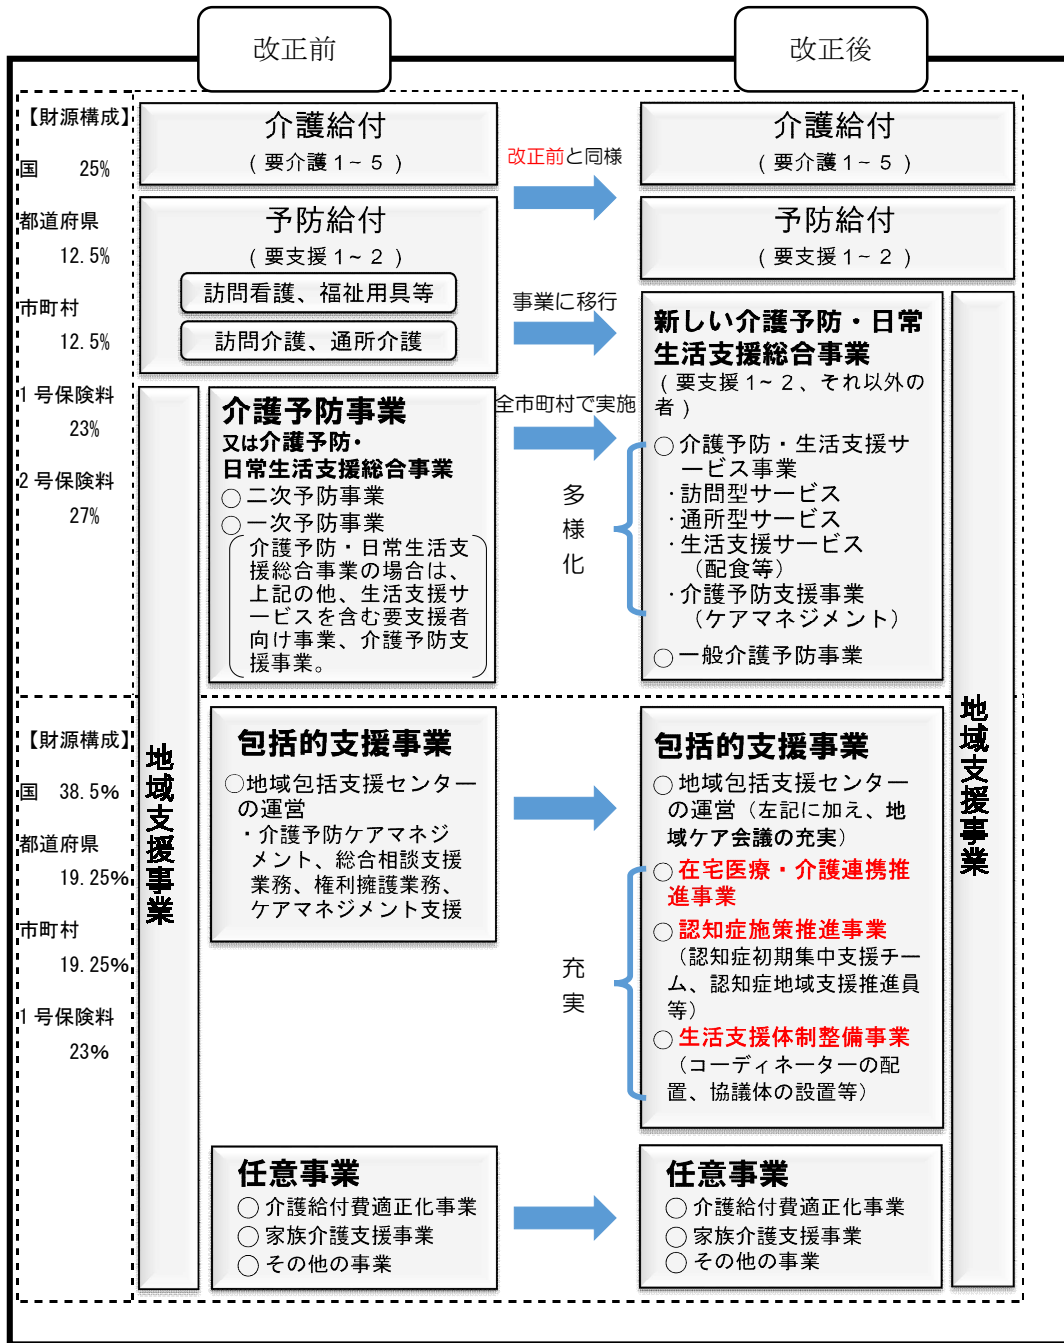 改正前
改正後
【財源構成】
国 25%
都道府県
12.5%
市町村
12.5%
1号保険料
23%
2号保険料
27%
介護給付
(要介護1~5)
予防給付
(要支援1~2)
訪問看護、福祉用具等
訪問介護、通所介護
介護予防事業
又は介護予防・
日常生活支援総合事業
○二次予防事業
○一次予防事業
介護予防・日常生活支
援総合事業の場合は、
上記の他、生活支援サ
ービスを含む要支援者
向け事業、介護予防支
援事業。
改正前と同様
事業に移行
全市町村で実施
多様化
介護給付
(要介護1~5)
予防給付
(要支援1~2)
新しい介護予防・日常
生活支援総合事業
(要支援1~2、それ以外の
者)
○介護予防・生活支援サ
ービス事業
・訪問型サービス
・通所型サービス
・生活支援サービス
(配食等)
・介護予防支援事業
(ケアマネジメント)
○一般介護予防事業
【財源構成】
国 38.5%
都道府県
19.25%
市町村
19.25%
1号保険料
23%
地域支援事業
包括的支援事業
○地域包括支援センター
の運営
・介護予防ケアマネジ
メント、総合相談支援
業務、権利擁護業務、
ケアマネジメント支援
充実
包括的支援事業
○地域包括支援センター
の運営(左記に加え、地
域ケア会議の充実)
○在宅医療・介護連携推
進事業
○認知症施策推進事業
(認知症初期集中支援チー
ム、認知症地域支援推進員
等)
○生活支援体制整備事業
(コーディネーターの配
置、協議体の設置等)
地域支援事業
任意事業
○介護給付費適正化事業
○家族介護支援事業
○その他の事業
任意事業
○介護給付費適正化事業
○家族介護支援事業
○その他の事業